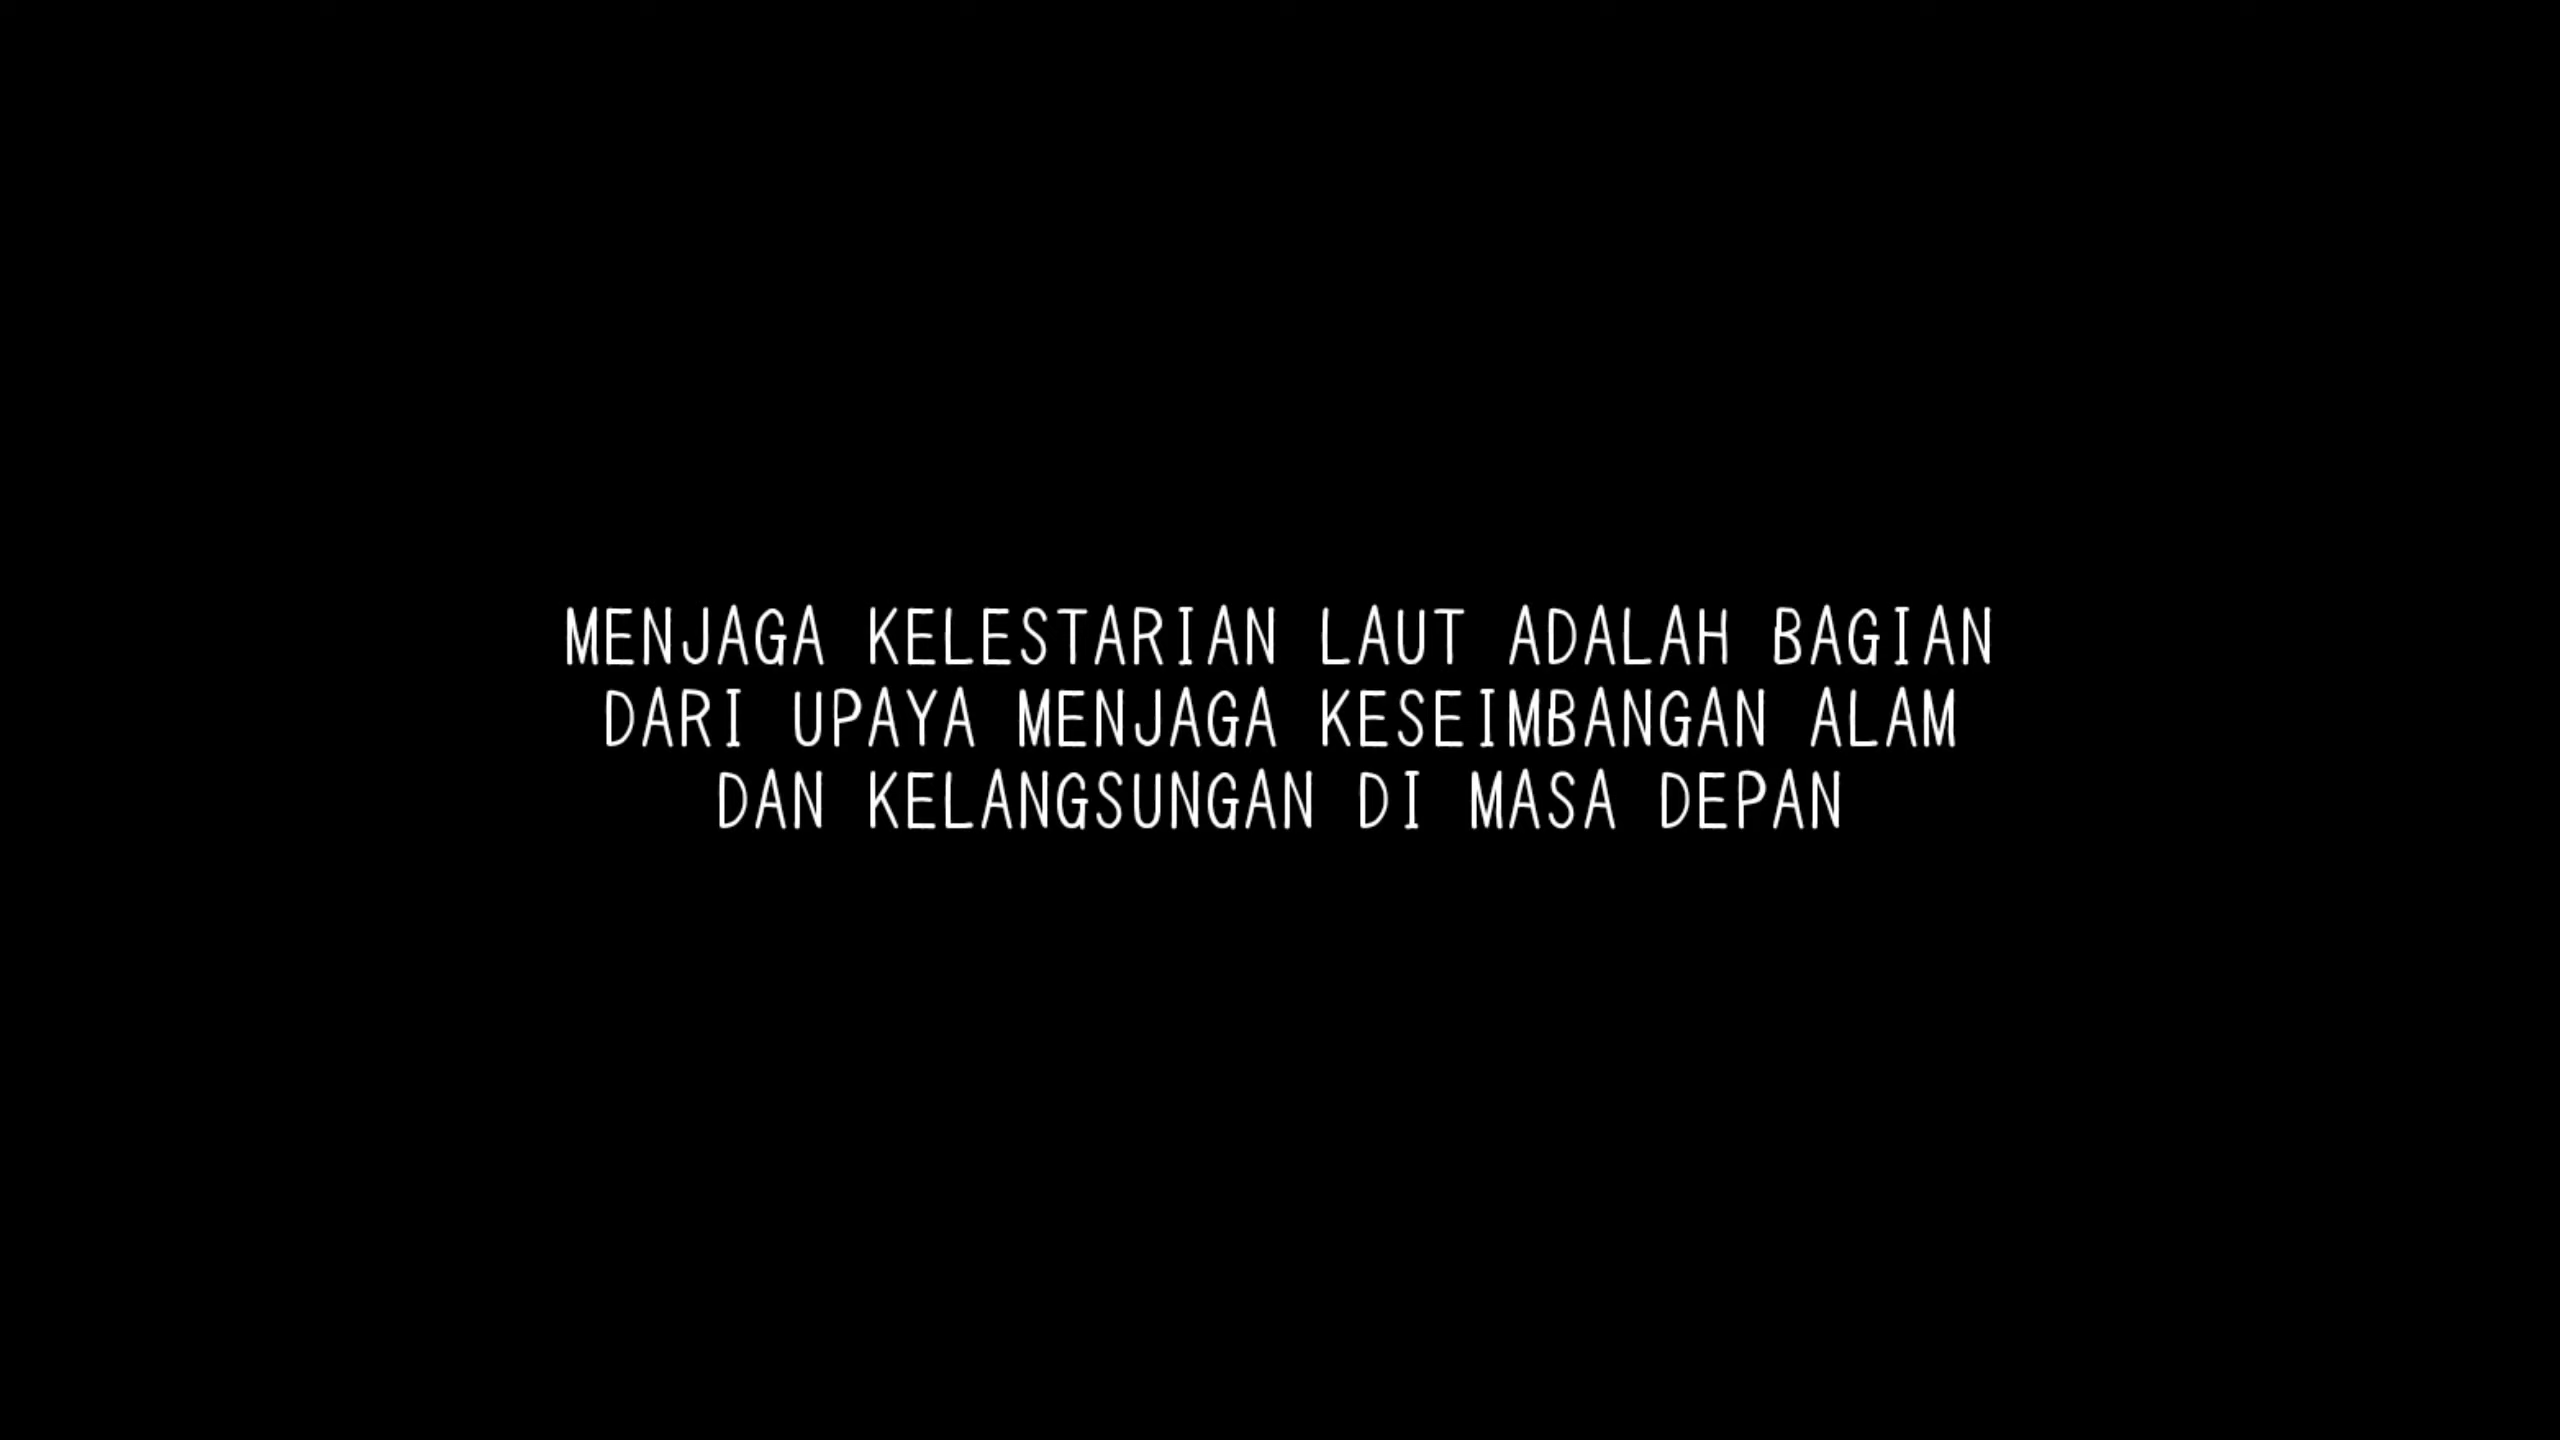 MENJAGA KELESTARIAN LAUT ADALAH BAGIAN
DARI UPAYA MENJAGA KESEIMBANGAN ALAM
DAN KELANGSUNGAN DI MASA DEPAN